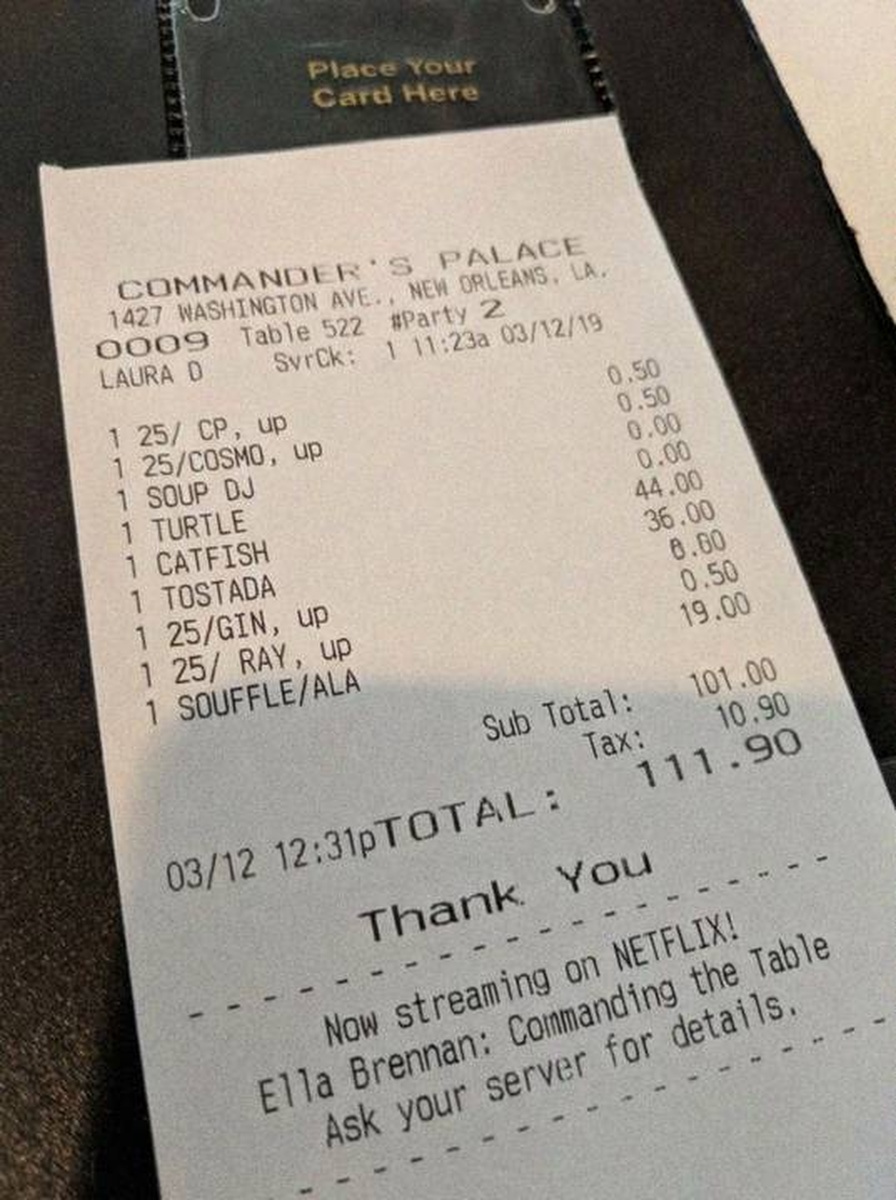 Place Your
Card Here
COMMANDER'S PALACE
1427 WASHINGTON AVE., NEW ORLEANS, LA.
0009 Table 522 #Party 2
LAURA D SvrCk: 1 11:23a 03/12/19
1 25/ CP, up 0.50
1 25/COSMO, up 0.50
1 SOUP DJ 0.00
1 TURTLE 0.00
1 CATFISH 44.00
1 TOSTADA 36.00
1 25/GIN, up
1 25/ RAY, up 0.50
1 SOUFFLE/ALA 19.00
Sub Total: 101.00
Tax: 10.90
03/12 12:31pTOTAL: 111.90
Thank You
- - - - - - - - - - - - - - - - - - -
Now streaming on NETFLIX!
Ella Brennan: Commanding the Table
Ask your server for details.
- - - - - - - - - - - - - - - - - - -